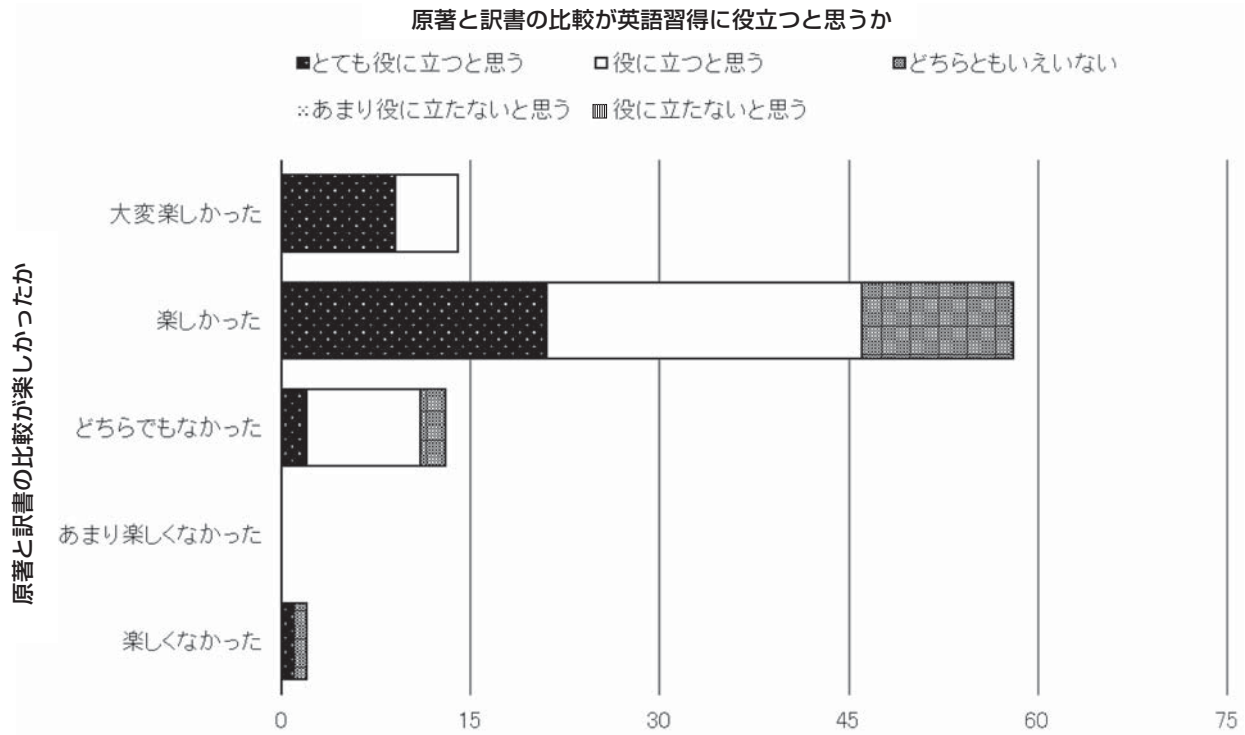 原著と訳書の比較が英語習得に役立つと思うか
とても役に立つと思う 役に立つと思う どちらともいえいない
あまり役に立たないと思う 役に立たないと思う
原著と訳書の比較が楽しかったか
大変楽しかった
楽しかった
どちらでもなかった
あまり楽しくなかった
楽しくなかった
0 15 30 45 60 75